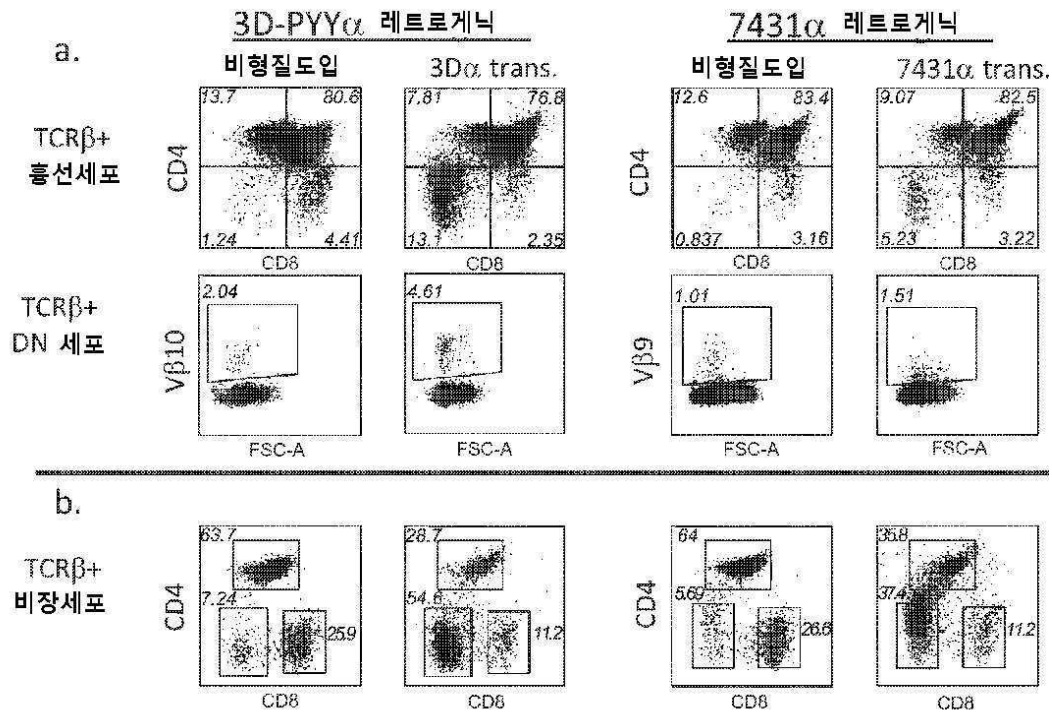 3D-PYYα 레트로게닉
7431α 레트로게닉
a.
비형질도입
3Dα trans.
비형질도입
7431α trans.
TCRβ+
흉선세포
CD4
13.7
80.6
1.24
4.41
CD8
7.81
76.8
13.1
2.35
CD8
CD4
12.6
83.4
0.837
3.16
CD8
9.07
82.5
5.23
3.22
CD8
TCRβ+
DN 세포
Vβ10
2.04
FSC-A
4.61
FSC-A
Vβ9
1.01
FSC-A
1.51
FSC-A
b.
TCRβ+
비장세포
CD4
63.7
7.24
25.9
CD8
28.7
54.6
11.2
CD8
CD4
64
5.69
26.6
CD8
35.8
37.4
11.2
CD8